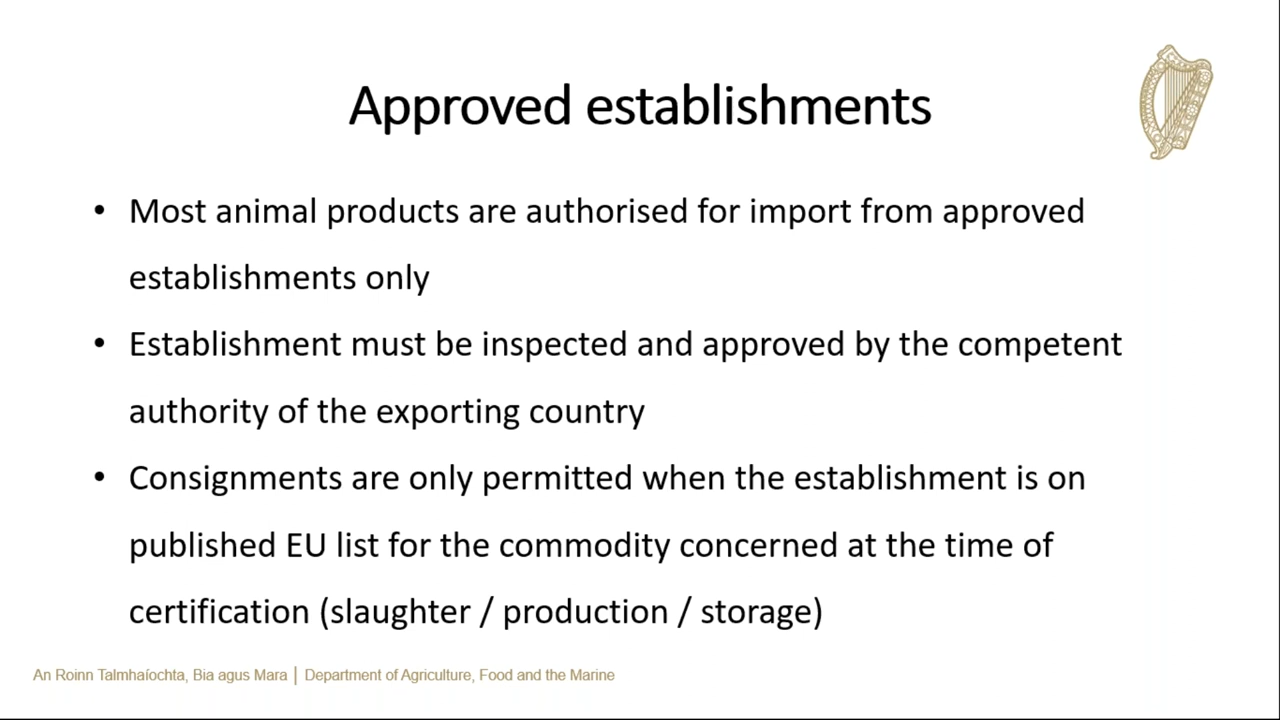 Approved establishments
• Most animal products are authorised for import from approved
establishments only
• Establishment must be inspected and approved by the competent
authority of the exporting country
• Consignments are only permitted when the establishment is on
published EU list for the commodity concerned at the time of
certification (slaughter / production / storage)
An Roinn Talmhaíochta, Bia agus Mara | Department of Agriculture, Food and the Marine